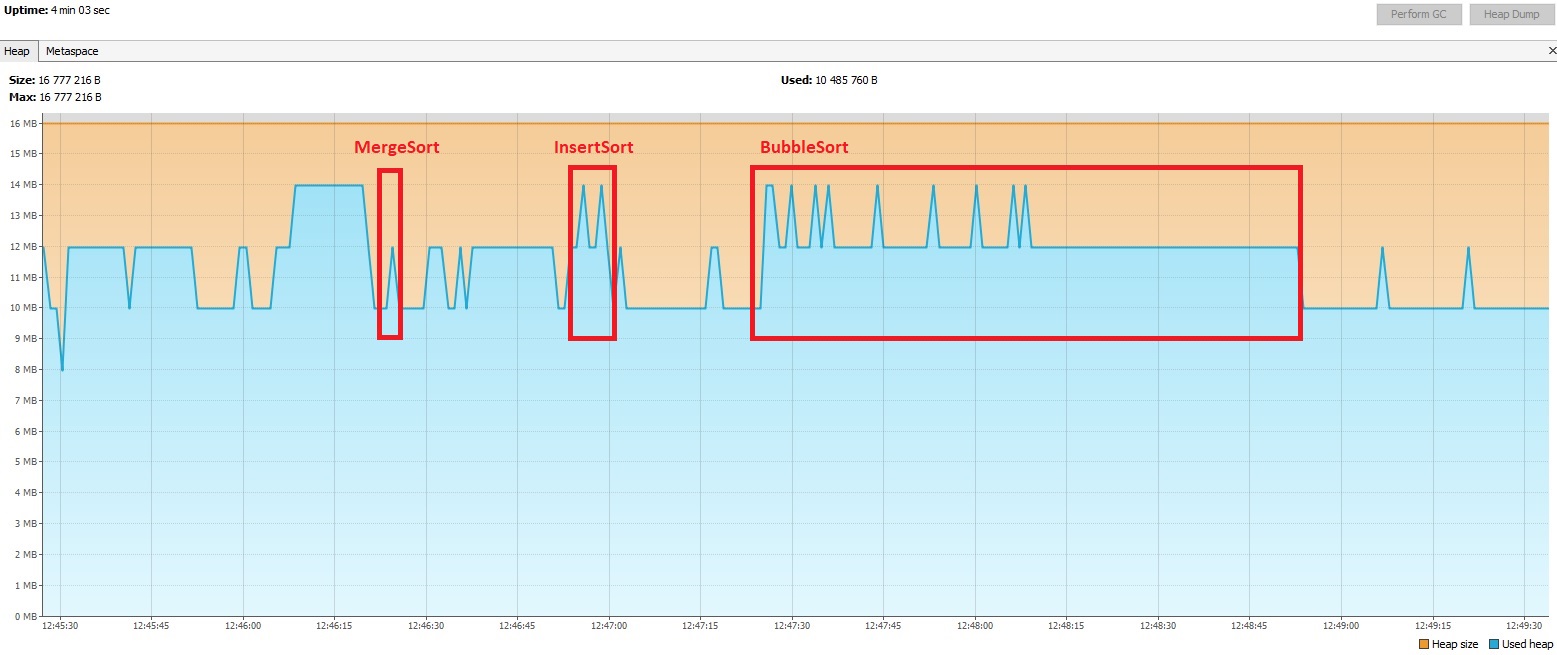 Uptime: 4 min 03 sec
Perform GC Heap Dump
Heap Metaspace ×
Size: 16 777 216 B Used: 10 485 760 B
Max: 16 777 216 B
16 MB
15 MB
14 MB
13 MB
12 MB
11 MB
10 MB
9 MB
8 MB
7 MB
6 MB
5 MB
4 MB
3 MB
2 MB
1 MB
0 MB
MergeSort InsertSort BubbleSort
12:45:30 12:45:45 12:46:00 12:46:15 12:46:30 12:46:45 12:47:00 12:47:15 12:47:30 12:47:45 12:48:00 12:48:15 12:48:30 12:48:45 12:49:00 12:49:15 12:49:30
Heap size Used heap